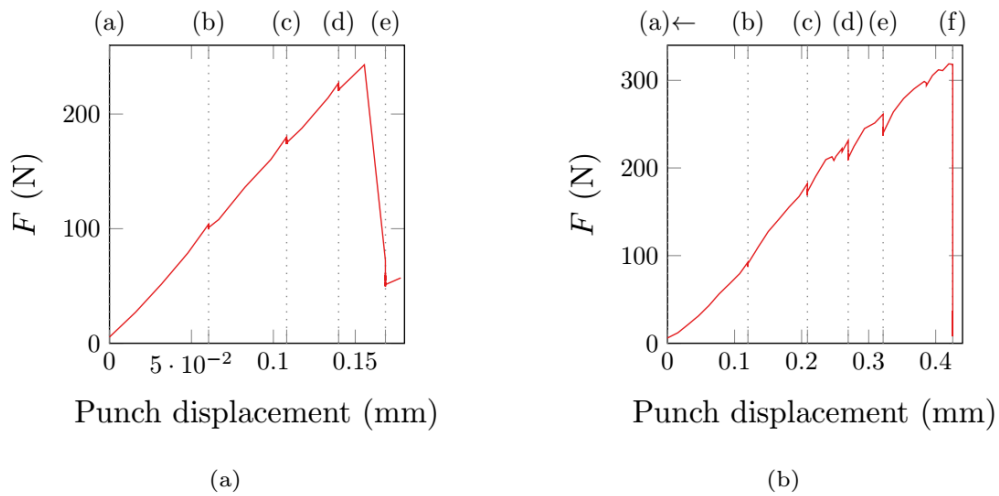 (a) (b) (c) (d) (e)
200
100
0
F (N)
0 5 · 10⁻² 0.1 0.15
Punch displacement (mm)
(a)
(a)← (b) (c) (d) (e) (f)
300
200
100
0
F (N)
0 0.1 0.2 0.3 0.4
Punch displacement (mm)
(b)